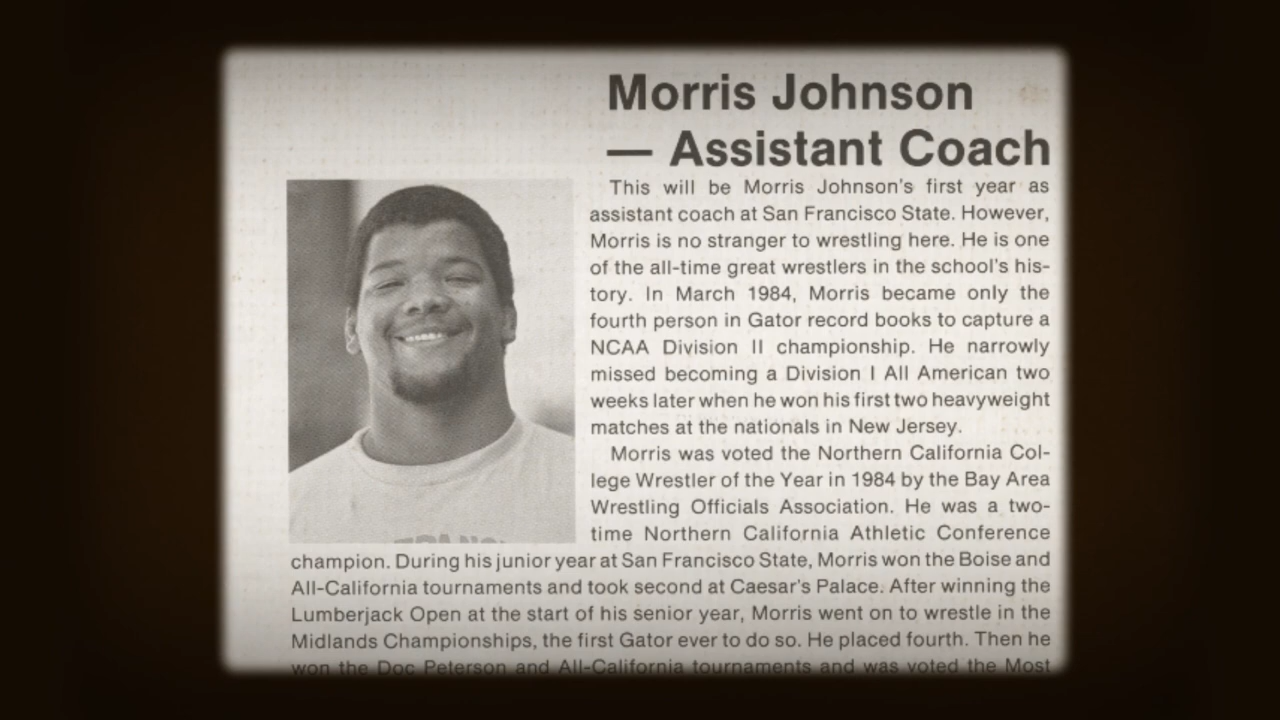 Morris Johnson
— Assistant Coach
This will be Morris Johnson's first year as
assistant coach at San Francisco State. However,
Morris is no stranger to wrestling here. He is one
of the all-time great wrestlers in the school's his-
tory. In March 1984, Morris became only the
fourth person in Gator record books to capture a
NCAA Division II championship. He narrowly
missed becoming a Division I All American two
weeks later when he won his first two heavyweight
matches at the nationals in New Jersey.
Morris was voted the Northern California Col-
lege Wrestler of the Year in 1984 by the Bay Area
Wrestling Officials Association. He was a two-
time Northern California Athletic Conference
champion. During his junior year at San Francisco State, Morris won the Boise and
All-California tournaments and took second at Caesar's Palace. After winning the
Lumberjack Open at the start of his senior year, Morris went on to wrestle in the
Midlands Championships, the first Gator ever to do so. He placed fourth. Then he
won the Doc Peterson and All-California tournaments and was voted the Most